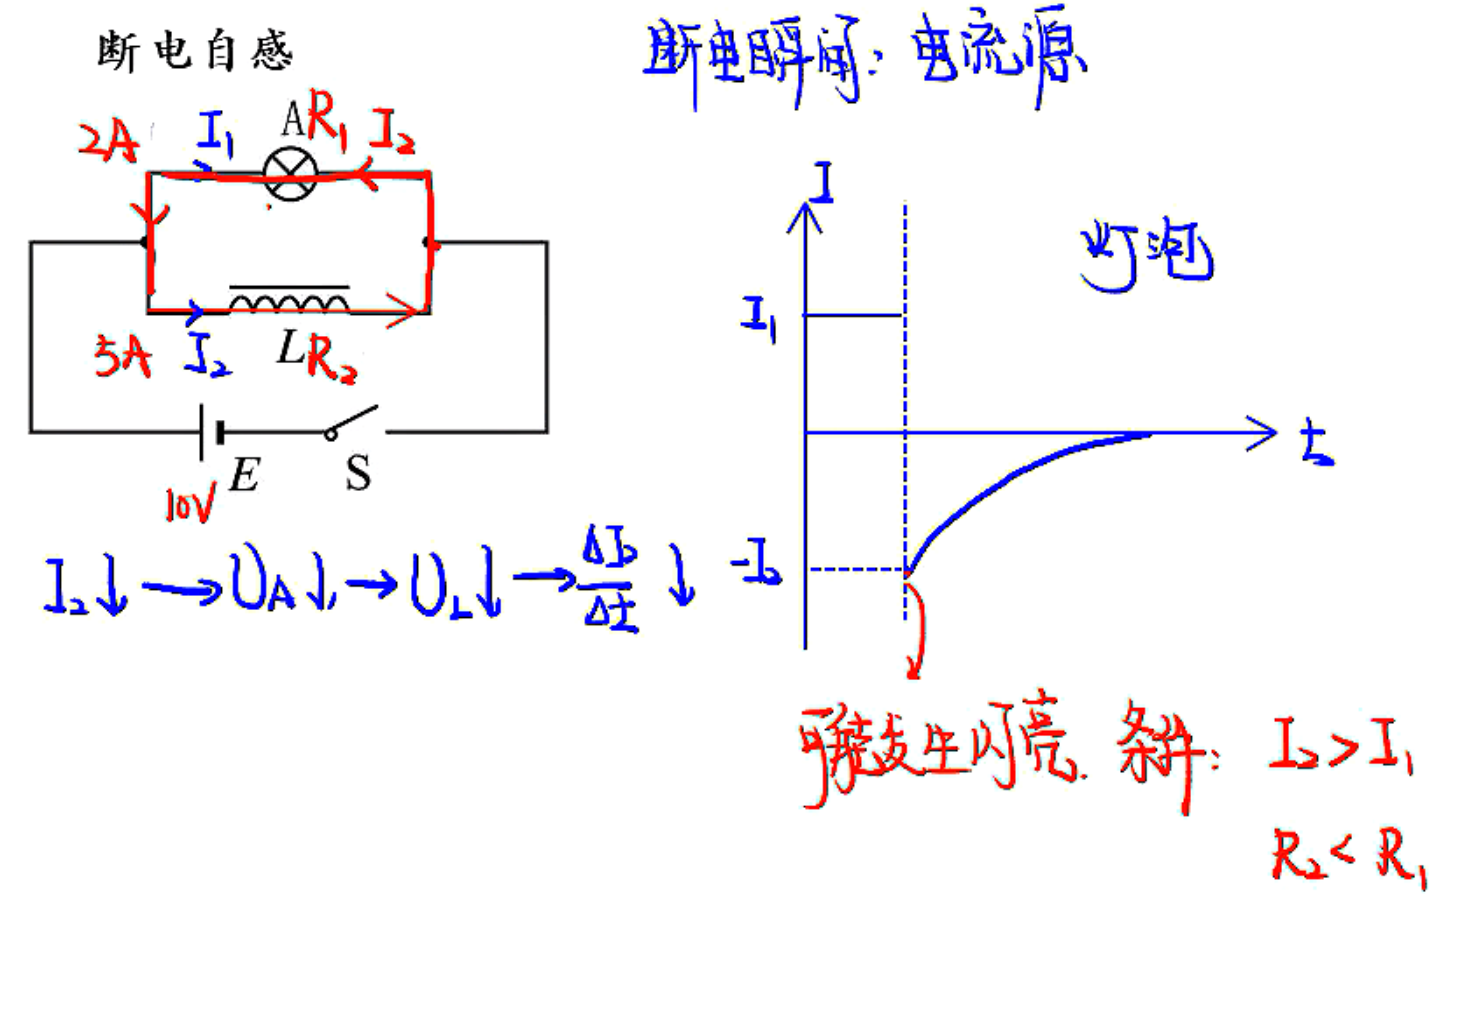 断电自感
断电瞬间：电流源
2A I₁ A R₁ I₂
5A I₂ L R₂
E S
10V
I₂↓→U_A↓→U_L↓→ΔI₂/Δt↓
I
灯泡
I₁
t
-I₂
可能发生闪亮. 条件: I₂>I₁
R₂<R₁